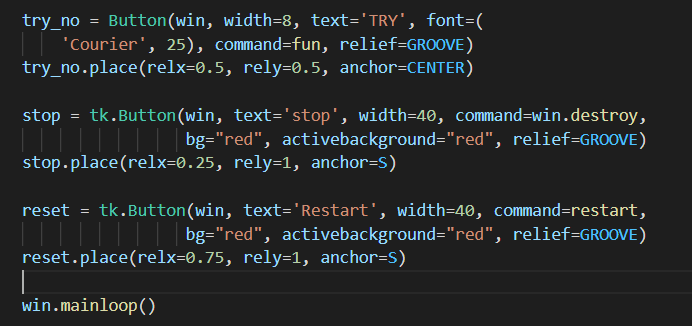 try_no = Button(win, width=8, text='TRY', font=(
    'Courier', 25), command=fun, relief=GROOVE)
try_no.place(relx=0.5, rely=0.5, anchor=CENTER)

stop = tk.Button(win, text='stop', width=40, command=win.destroy,
                 bg="red", activebackground="red", relief=GROOVE)
stop.place(relx=0.25, rely=1, anchor=S)

reset = tk.Button(win, text='Restart', width=40, command=restart,
                 bg="red", activebackground="red", relief=GROOVE)
reset.place(relx=0.75, rely=1, anchor=S)

win.mainloop()